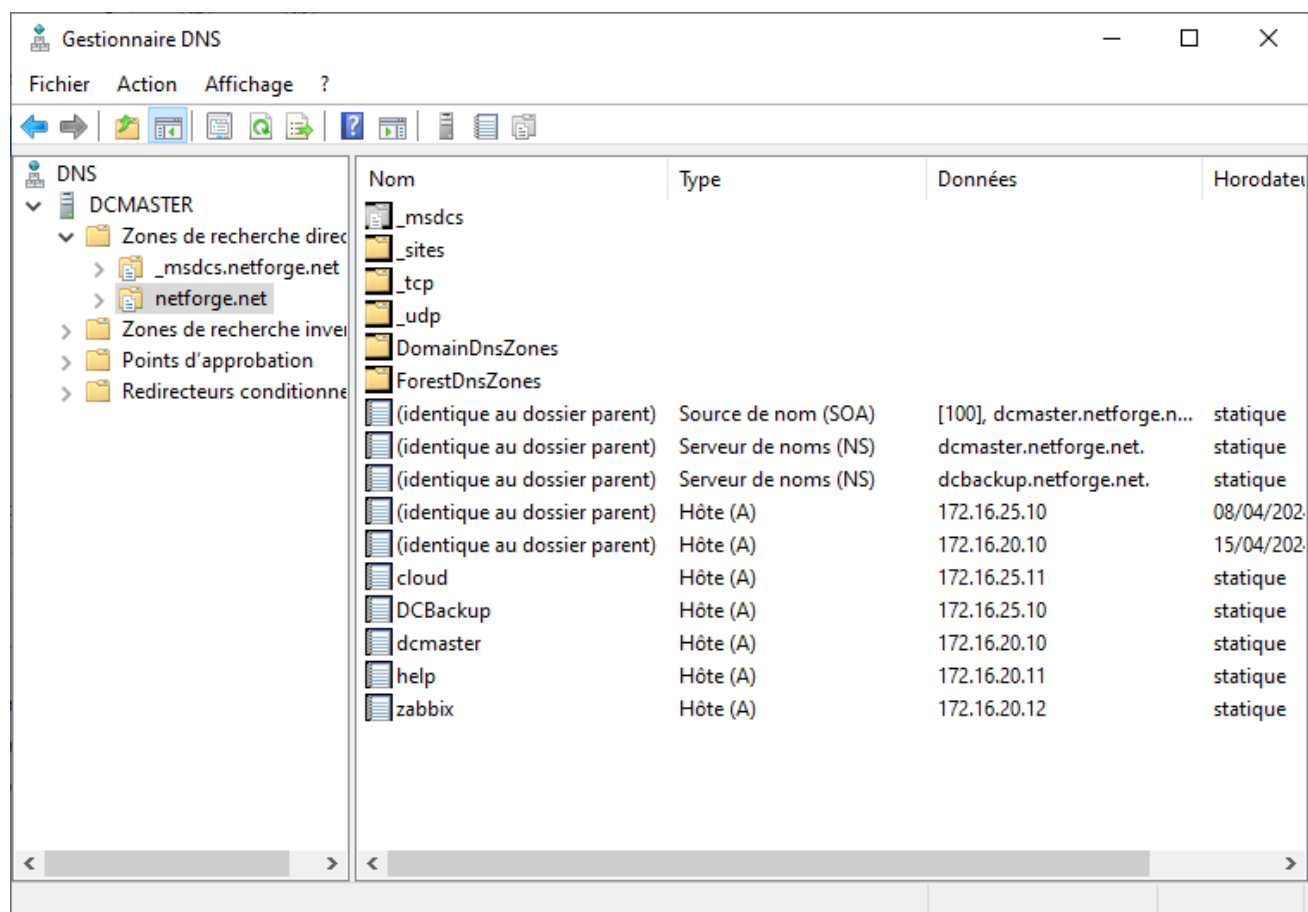 Gestionnaire DNS
Fichier Action Affichage ?
DNS
DCMASTER
Zones de recherche direc
_msdcs.netforge.net
netforge.net
Zones de recherche inver
Points d'approbation
Redirecteurs conditionne
Nom Type Données Horodateu
_msdcs
_sites
_tcp
_udp
DomainDnsZones
ForestDnsZones
(identique au dossier parent) Source de nom (SOA) [100], dcmaster.netforge.n... statique
(identique au dossier parent) Serveur de noms (NS) dcmaster.netforge.net. statique
(identique au dossier parent) Serveur de noms (NS) dcbackup.netforge.net. statique
(identique au dossier parent) Hôte (A) 172.16.25.10 08/04/202
(identique au dossier parent) Hôte (A) 172.16.20.10 15/04/202
cloud Hôte (A) 172.16.25.11 statique
DCBackup Hôte (A) 172.16.25.10 statique
dcmaster Hôte (A) 172.16.20.10 statique
help Hôte (A) 172.16.20.11 statique
zabbix Hôte (A) 172.16.20.12 statique